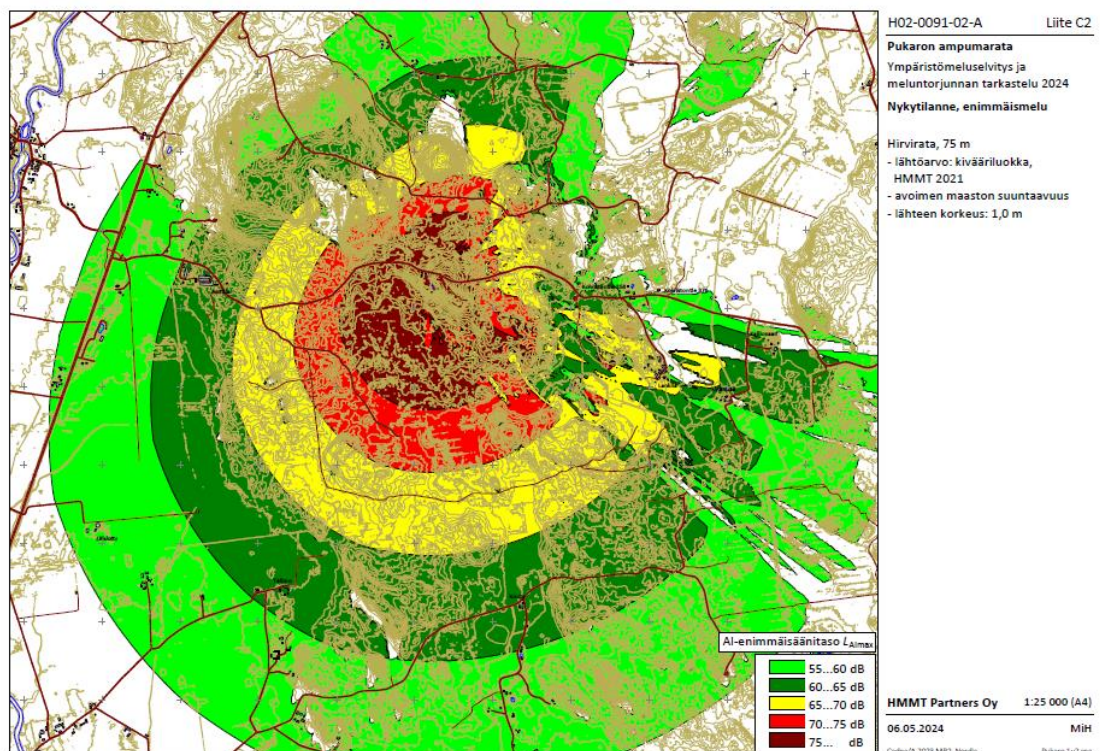 H02-0091-02-A Liite C2
Pukaron ampumarata
Ympäristömeluselvitys ja
meluntorjunnan tarkastelu 2024
Nykytilanne, enimmäismelu
Hirvirata, 75 m
- lähtöarvo: kivääriluokka,
HMMT 2021
- avoimen maaston suuntaavuus
- lähteen korkeus: 1,0 m
AI-enimmäisäänitaso LAImax
55...60 dB
60...65 dB
65...70 dB
70...75 dB
75... dB
HMMT Partners Oy 1:25 000 (A4)
06.05.2024 MiH